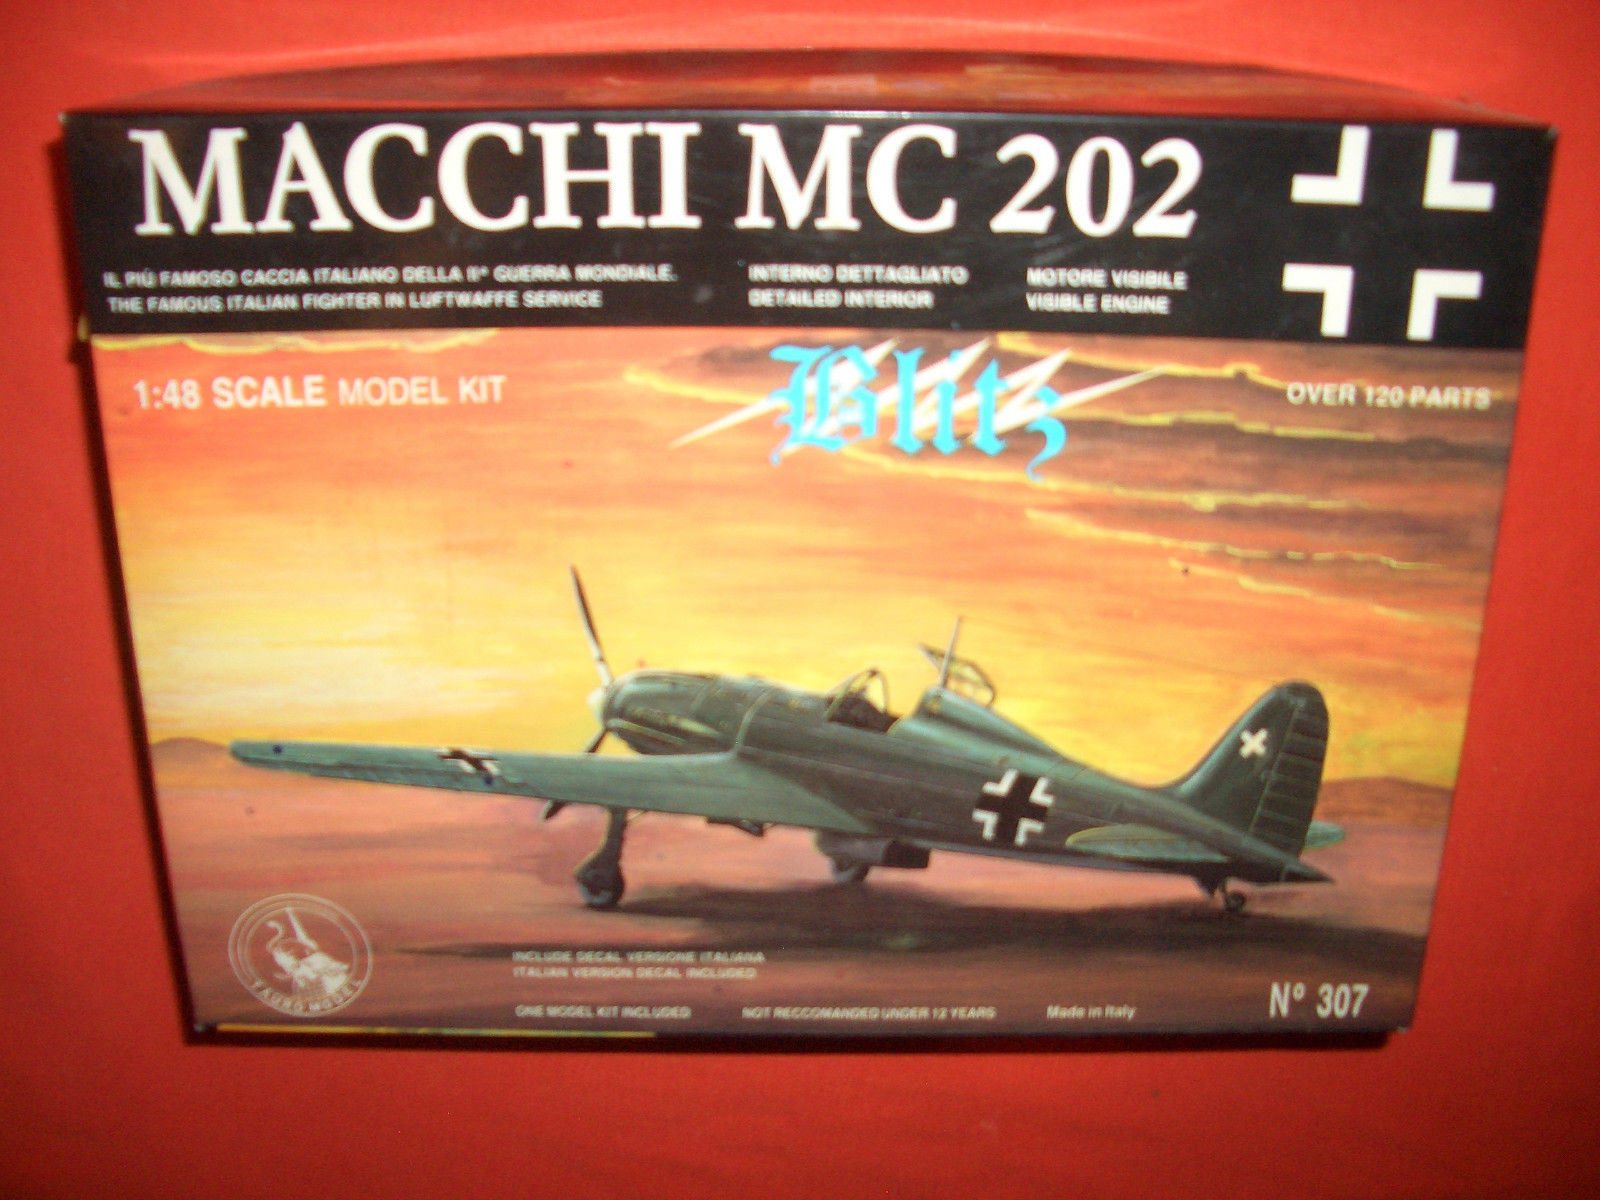 MACCHI MC 202
IL PIÙ FAMOSO CACCIA ITALIANO DELLA II° GUERRA MONDIALE.
THE FAMOUS ITALIAN FIGHTER IN LUFTWAFFE SERVICE
INTERNO DETTAGLIATO
DETAILED INTERIOR
MOTORE VISIBILE
VISIBLE ENGINE
1:48 SCALE MODEL KIT
Blitz
OVER 120 PARTS
TAURO MODEL
INCLUDE DECAL VERSIONE ITALIANA
ITALIAN VERSION DECAL INCLUDED
ONE MODEL KIT INCLUDED
NOT RECCOMANDED UNDER 12 YEARS
Made in Italy
Nº 307